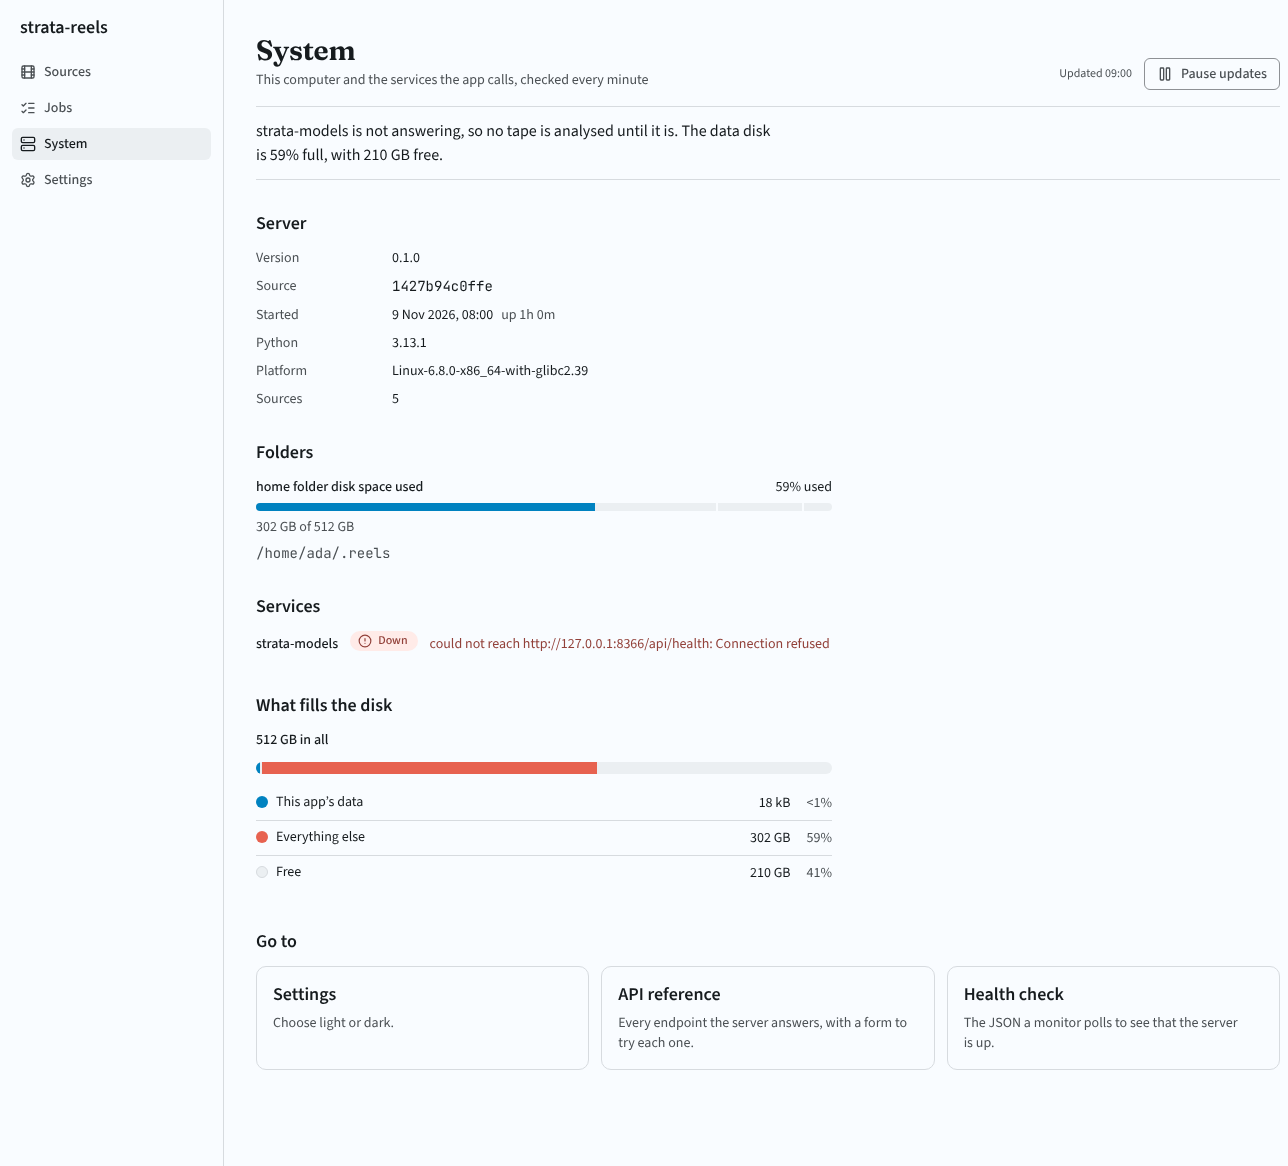 strata-reels
Sources
Jobs
System
Settings
System
This computer and the services the app calls, checked every minute
Updated 09:00
Pause updates
strata-models is not answering, so no tape is analysed until it is. The data disk
is 59% full, with 210 GB free.
Server
Version 0.1.0
Source 1427b94c0ffe
Started 9 Nov 2026, 08:00 up 1h 0m
Python 3.13.1
Platform Linux-6.8.0-x86_64-with-glibc2.39
Sources 5
Folders
home folder disk space used 59% used
302 GB of 512 GB
/home/ada/.reels
Services
strata-models Down could not reach http://127.0.0.1:8366/api/health: Connection refused
What fills the disk
512 GB in all
This app’s data 18 kB <1%
Everything else 302 GB 59%
Free 210 GB 41%
Go to
Settings
Choose light or dark.
API reference
Every endpoint the server answers, with a form to
try each one.
Health check
The JSON a monitor polls to see that the server
is up.